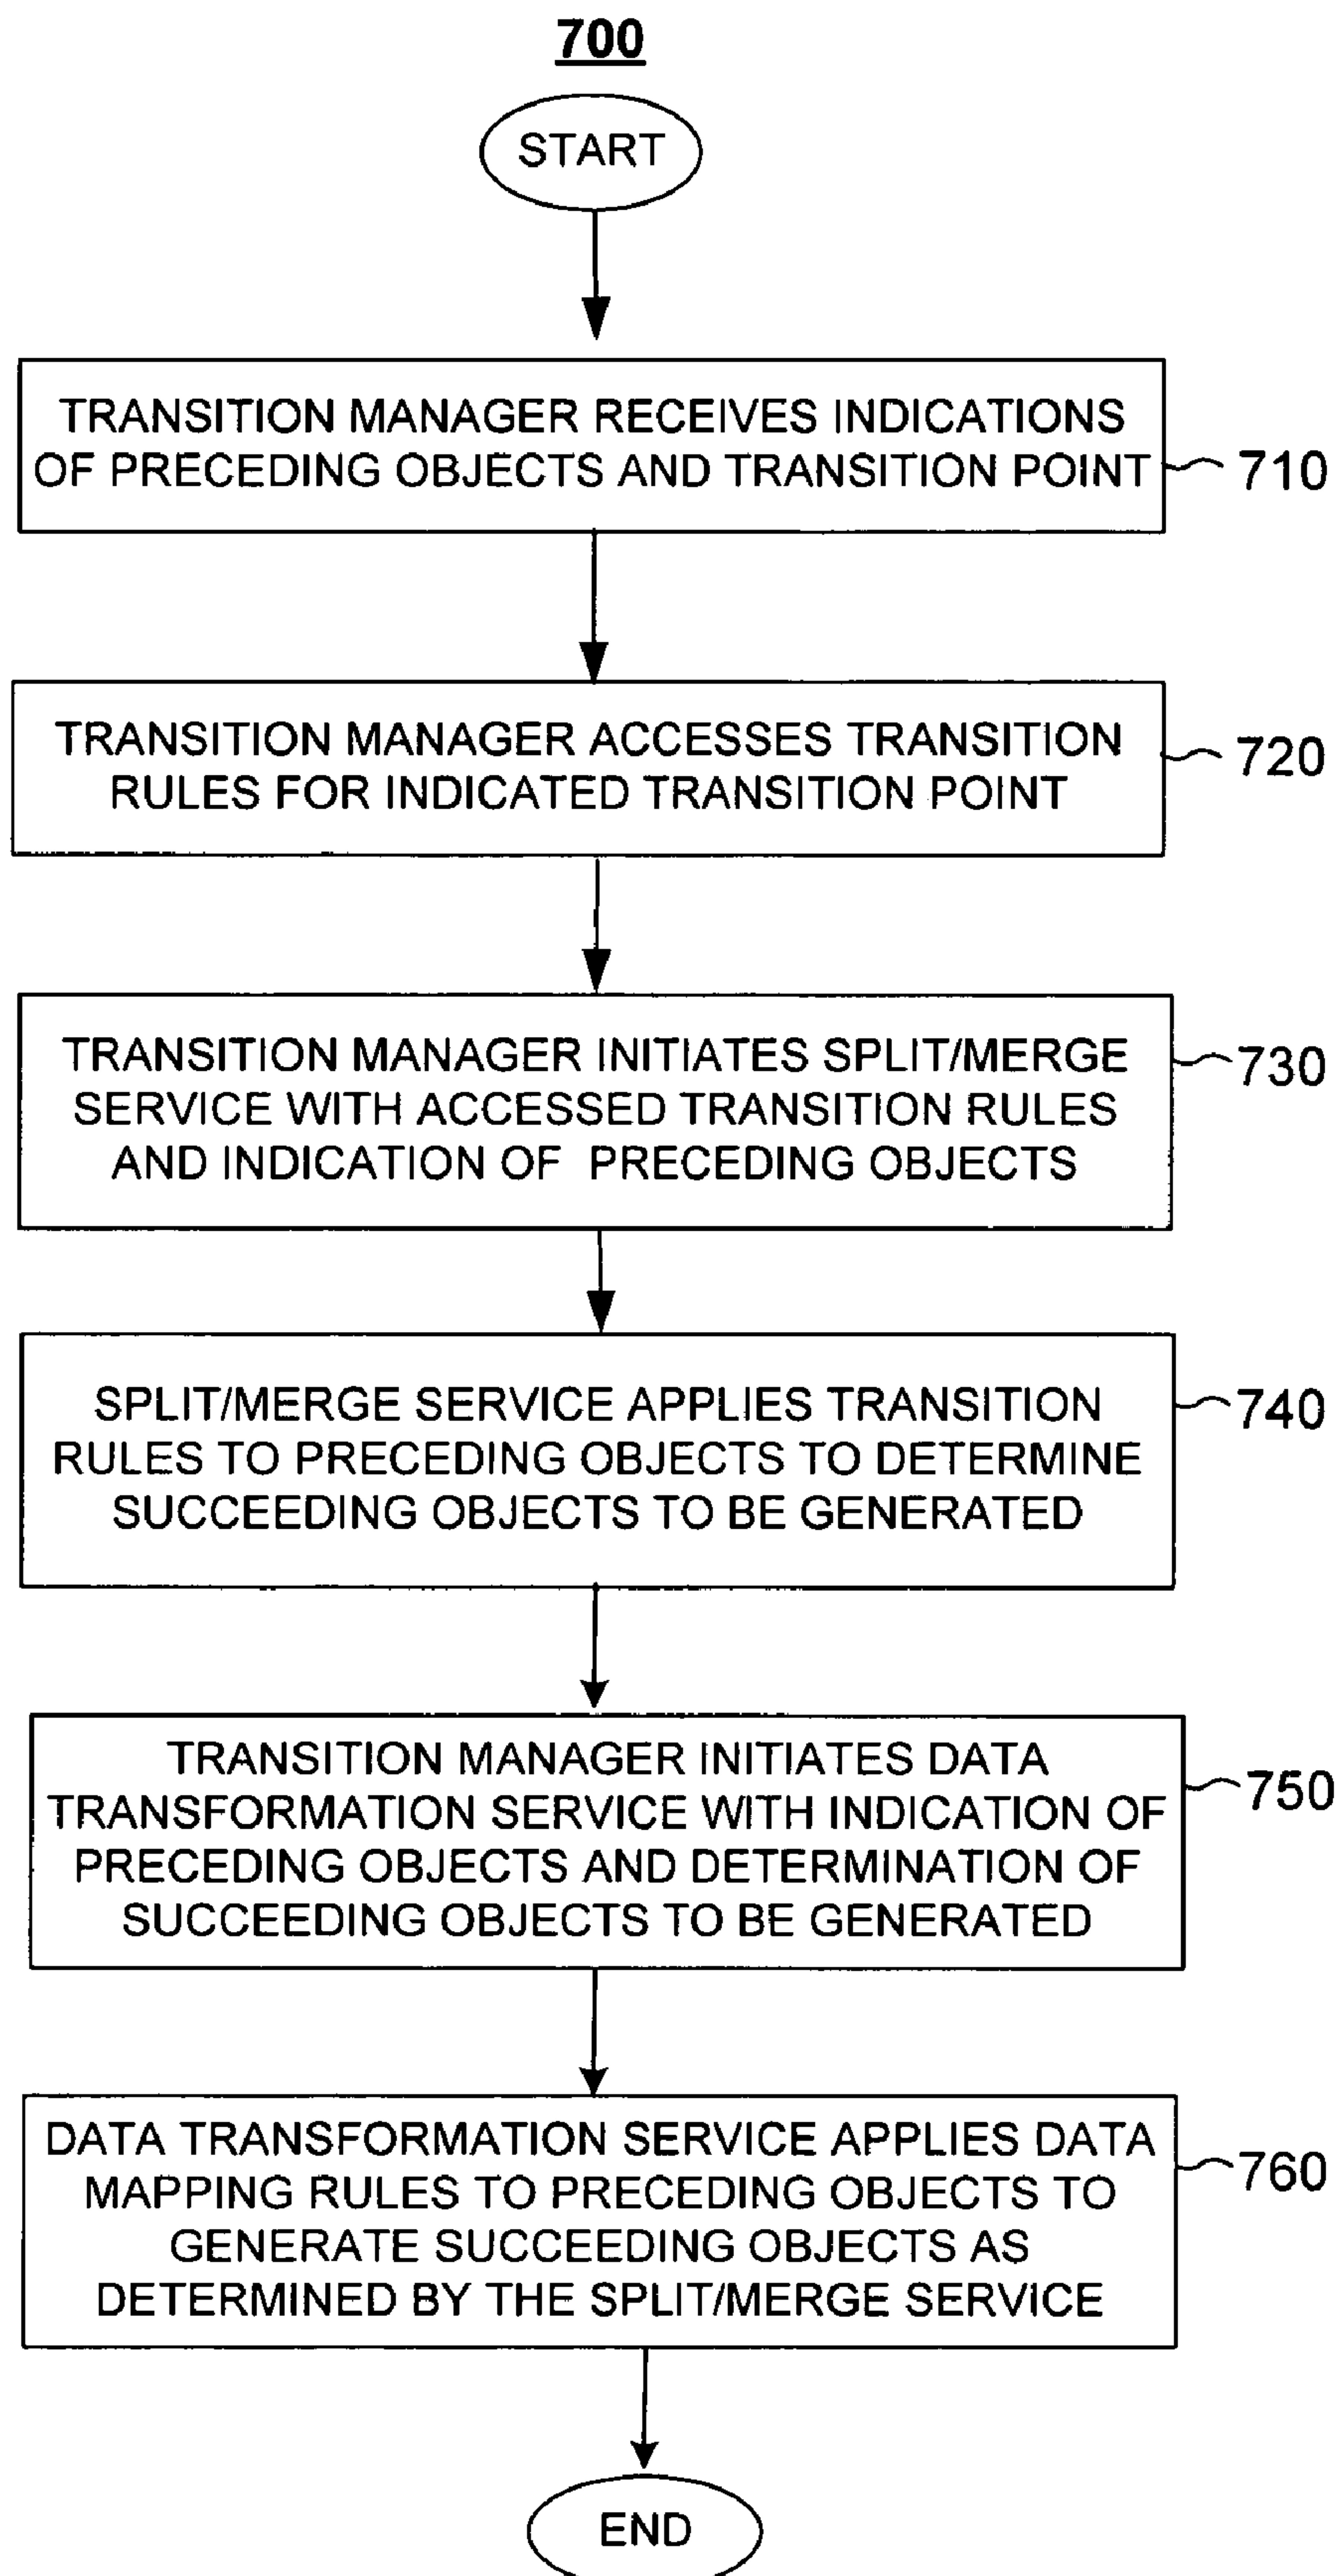 700
START
TRANSITION MANAGER RECEIVES INDICATIONS
OF PRECEDING OBJECTS AND TRANSITION POINT
710
TRANSITION MANAGER ACCESSES TRANSITION
RULES FOR INDICATED TRANSITION POINT
720
TRANSITION MANAGER INITIATES SPLIT/MERGE
SERVICE WITH ACCESSED TRANSITION RULES
AND INDICATION OF PRECEDING OBJECTS
730
SPLIT/MERGE SERVICE APPLIES TRANSITION
RULES TO PRECEDING OBJECTS TO DETERMINE
SUCCEEDING OBJECTS TO BE GENERATED
740
TRANSITION MANAGER INITIATES DATA
TRANSFORMATION SERVICE WITH INDICATION OF
PRECEDING OBJECTS AND DETERMINATION OF
SUCCEEDING OBJECTS TO BE GENERATED
750
DATA TRANSFORMATION SERVICE APPLIES DATA
MAPPING RULES TO PRECEDING OBJECTS TO
GENERATE SUCCEEDING OBJECTS AS
DETERMINED BY THE SPLIT/MERGE SERVICE
760
END